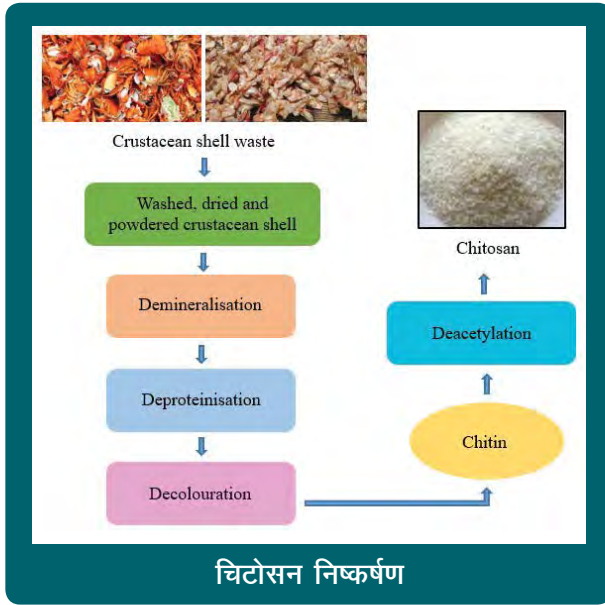 Crustacean shell waste
Washed, dried and
powdered crustacean shell
Demineralisation
Deproteinisation
Decolouration
Chitin
Deacetylation
Chitosan
चिटोसन निष्कर्षण